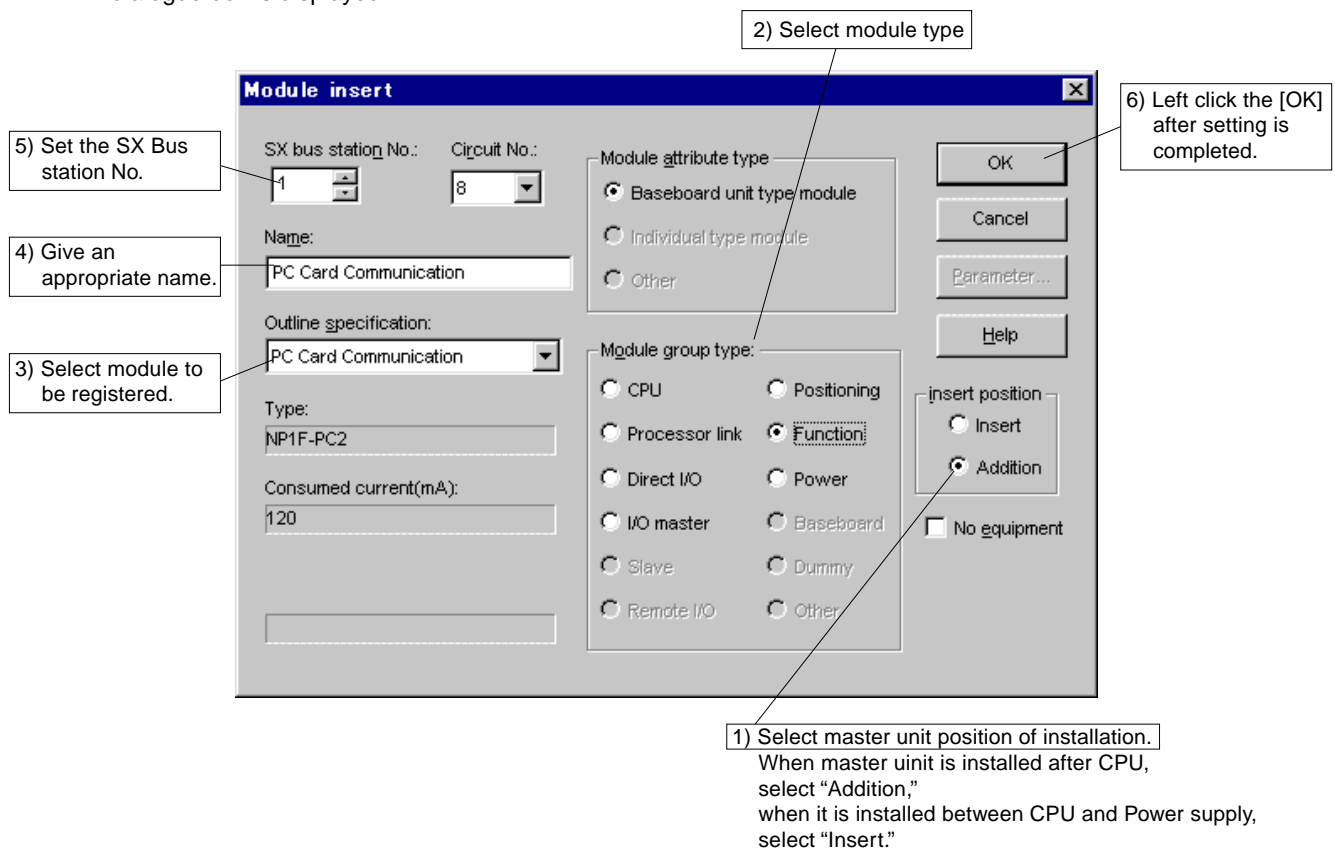 2) Select module type
Module insert
6) Left click the [OK]
after setting is
completed.
5) Set the SX Bus
station No.
SX bus station No.:
Circuit No.:
1
8
Module attribute type
Baseboard unit type module
Individual type module
Other
OK
Cancel
Parameter...
Help
4) Give an
appropriate name.
Name:
PC Card Communication
Outline specification:
PC Card Communication
3) Select module to
be registered.
Type:
NP1F-PC2
Consumed current(mA):
120
Module group type:
CPU
Positioning
Processor link
Function
Direct I/O
Power
I/O master
Baseboard
Slave
Dummy
Remote I/O
Other
insert position
Insert
Addition
No equipment
1) Select master unit position of installation.
When master uinit is installed after CPU,
select “Addition,”
when it is installed between CPU and Power supply,
select “Insert.”